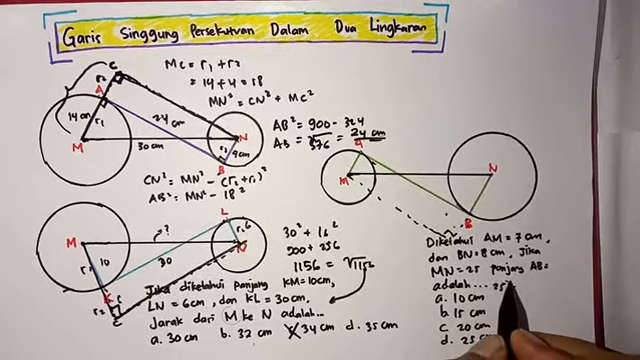 Garis Singgung Persekutuan Dalam Dua Lingkaran
C
r2
A
14 cm
r1
M
24 cm
30 cm
N
r2
4 cm
B
MC = r1 + r2
= 14 + 4 = 18
MN² = CN² + MC²
AB² = 900 - 324
AB = √576 = 24 cm
CN² = MN² - (r1 + r2)²
AB² = MN² - 18²
M
?
L
r2 6
N
r1
10
30
K
r2
C
30² + 16²
900 + 256
1156 = √1156
Jika diketahui panjang KM = 10 cm,
LN = 6 cm, dan KL = 30 cm,
Jarak dari M ke N adalah...
a. 30 cm b. 32 cm c. 34 cm d. 35 cm
A
M
N
B
Diketahui AM = 7 cm,
dan BN = 8 cm, Jika
MN = 25 panjang AB =
adalah... 25
a. 10 cm
b. 15 cm
c. 20 cm
d. 25 cm